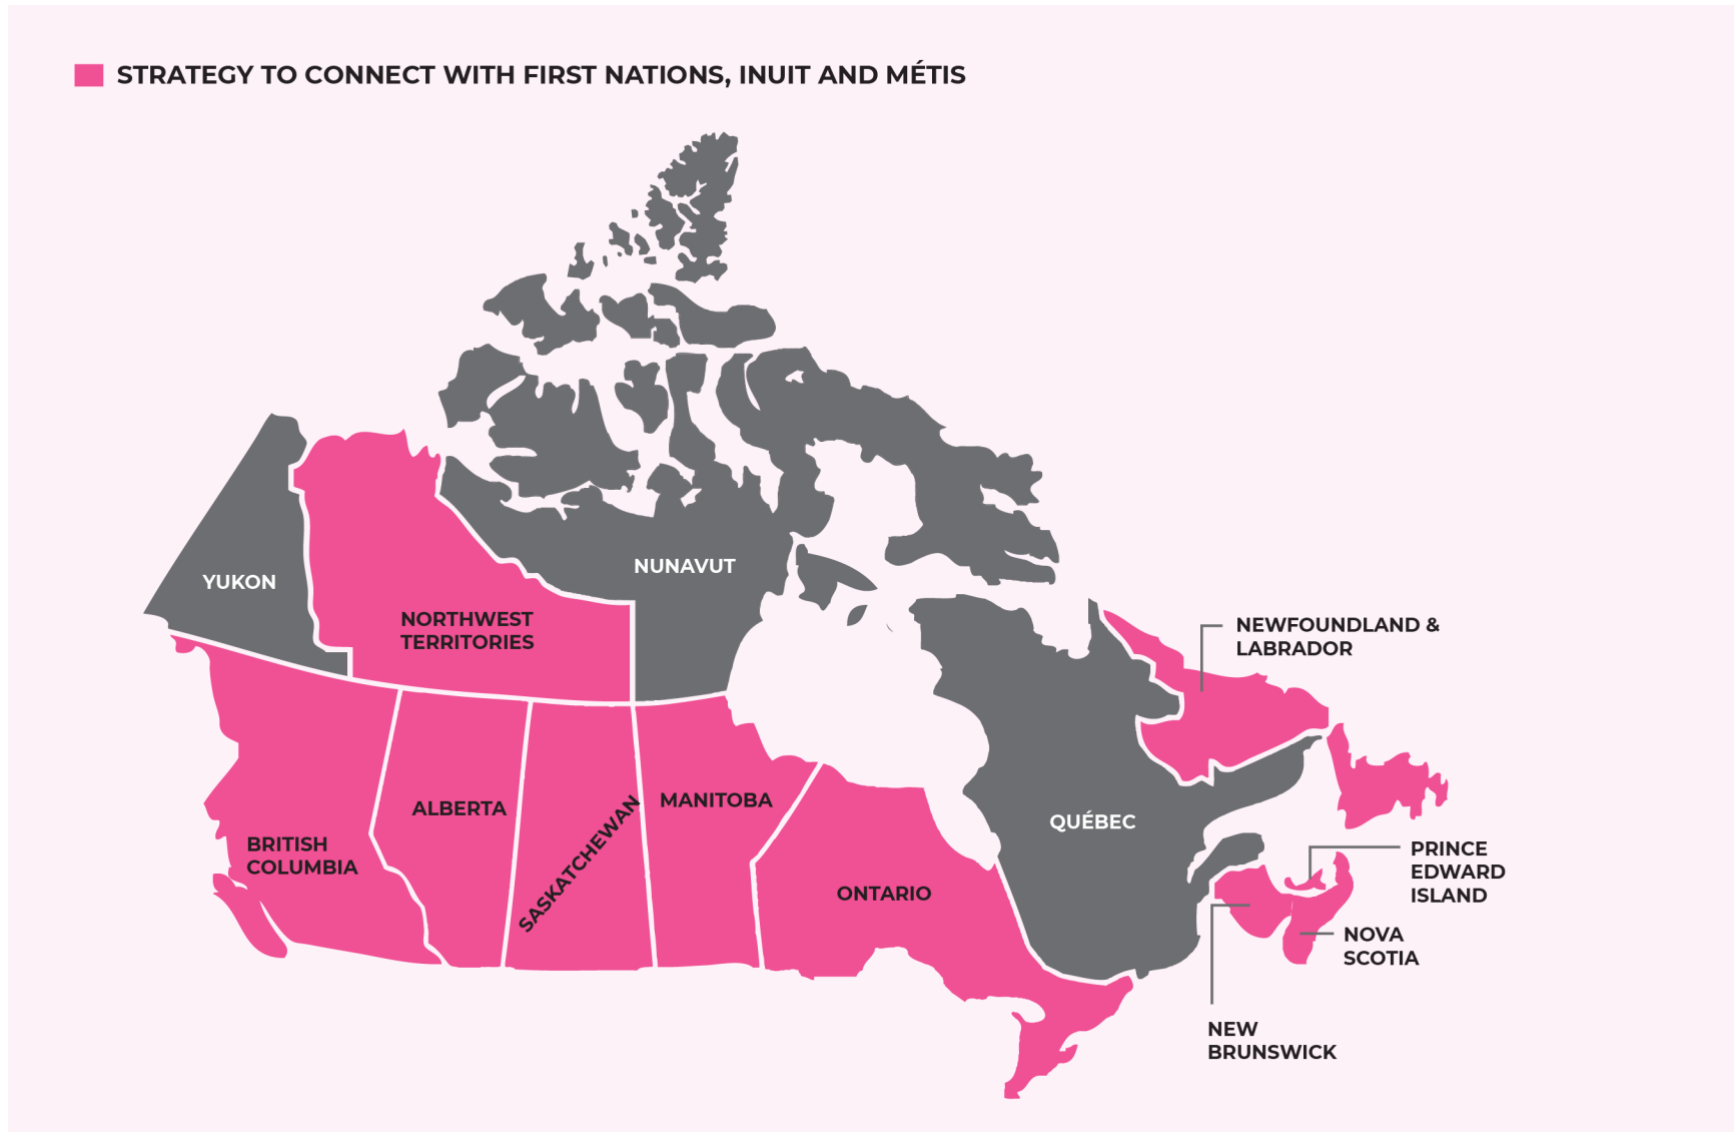 STRATEGY TO CONNECT WITH FIRST NATIONS, INUIT AND MÉTIS
YUKON
NORTHWEST
TERRITORIES
NUNAVUT
NEWFOUNDLAND &
LABRADOR
BRITISH
COLUMBIA
ALBERTA
SASKATCHEWAN
MANITOBA
ONTARIO
QUÉBEC
PRINCE
EDWARD
ISLAND
NOVA
SCOTIA
NEW
BRUNSWICK